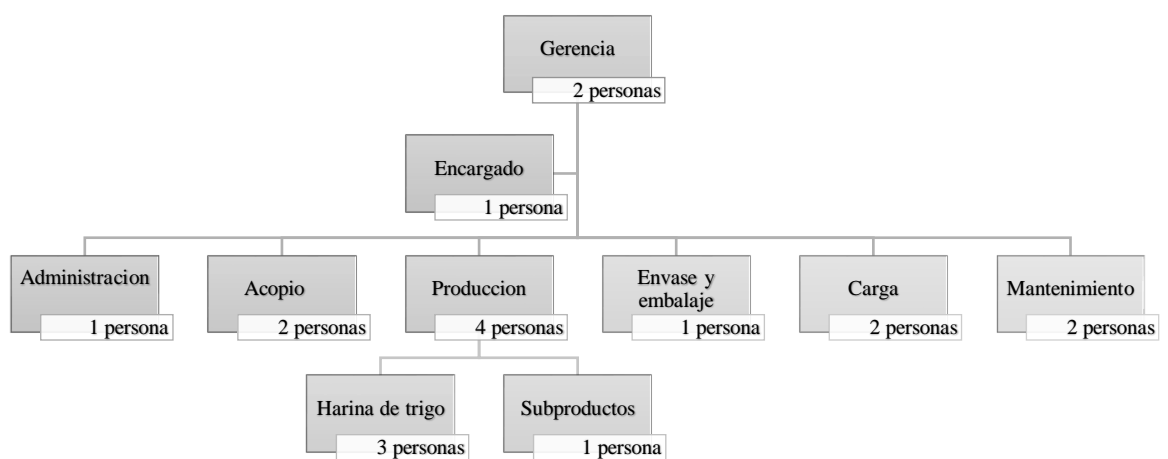 Gerencia
2 personas
Encargado
1 persona
Administracion
1 persona
Acopio
2 personas
Produccion
4 personas
Envase y
embalaje
1 persona
Carga
2 personas
Mantenimiento
2 personas
Harina de trigo
3 personas
Subproductos
1 persona